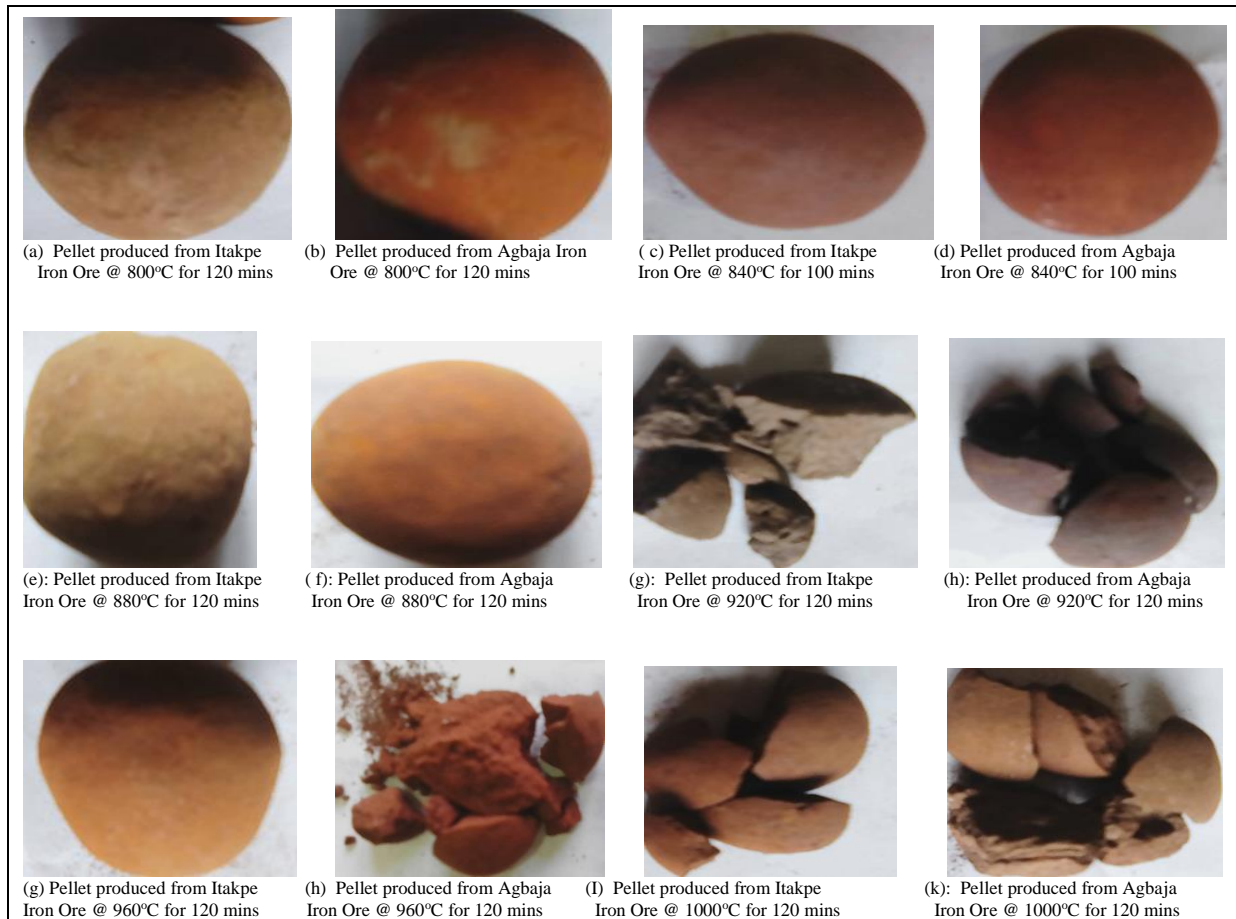 (a) Pellet produced from Itakpe
Iron Ore @ 800°C for 120 mins
(b) Pellet produced from Agbaja Iron
Ore @ 800°C for 120 mins
( c) Pellet produced from Itakpe
Iron Ore @ 840°C for 100 mins
(d) Pellet produced from Agbaja
Iron Ore @ 840°C for 100 mins
(e): Pellet produced from Itakpe
Iron Ore @ 880°C for 120 mins
( f): Pellet produced from Agbaja
Iron Ore @ 880°C for 120 mins
(g): Pellet produced from Itakpe
Iron Ore @ 920°C for 120 mins
(h): Pellet produced from Agbaja
Iron Ore @ 920°C for 120 mins
(g) Pellet produced from Itakpe
Iron Ore @ 960°C for 120 mins
(h) Pellet produced from Agbaja
Iron Ore @ 960°C for 120 mins
(I) Pellet produced from Itakpe
Iron Ore @ 1000°C for 120 mins
(k): Pellet produced from Agbaja
Iron Ore @ 1000°C for 120 mins